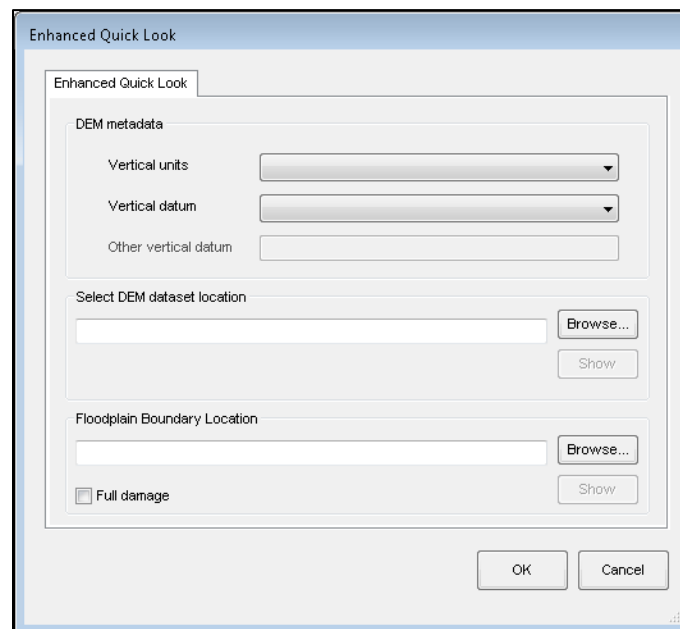 Enhanced Quick Look
Enhanced Quick Look
DEM metadata
Vertical units
Vertical datum
Other vertical datum
Select DEM dataset location
Browse...
Show
Floodplain Boundary Location
Browse...
Full damage
Show
OK Cancel